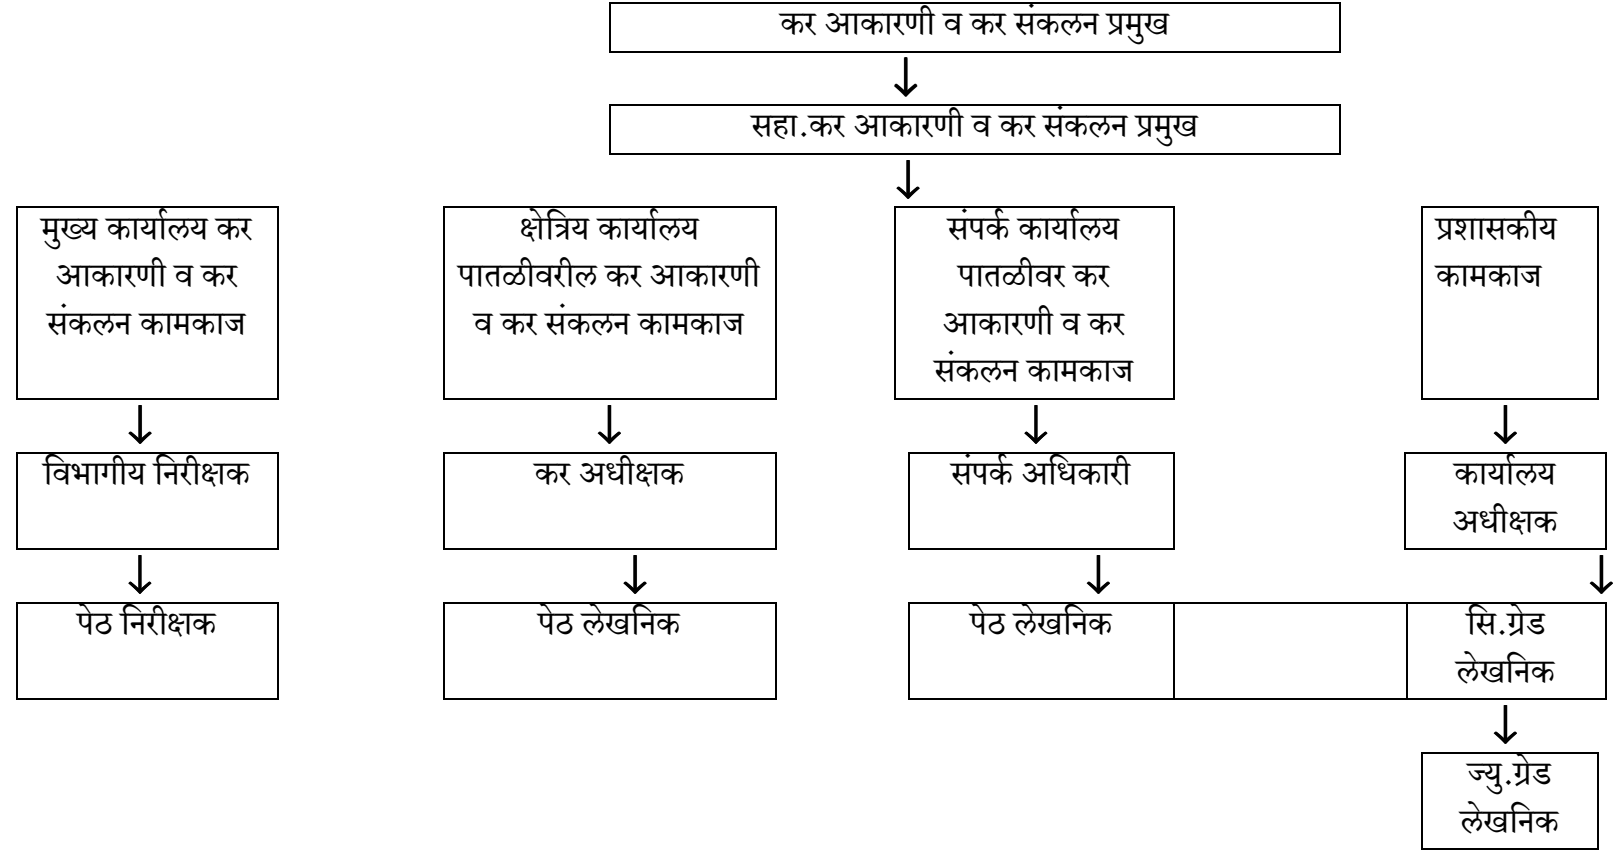 कर आकारणी व कर संकलन प्रमुख
सहा.कर आकारणी व कर संकलन प्रमुख
मुख्य कार्यालय कर
आकारणी व कर
संकलन कामकाज
क्षेत्रिय कार्यालय
पातळीवरील कर आकारणी
व कर संकलन कामकाज
संपर्क कार्यालय
पातळीवर कर
आकारणी व कर
संकलन कामकाज
प्रशासकीय
कामकाज
विभागीय निरीक्षक
कर अधीक्षक
संपर्क अधिकारी
कार्यालय
अधीक्षक
पेठ निरीक्षक
पेठ लेखनिक
पेठ लेखनिक
सि.ग्रेड
लेखनिक
ज्यु.ग्रेड
लेखनिक